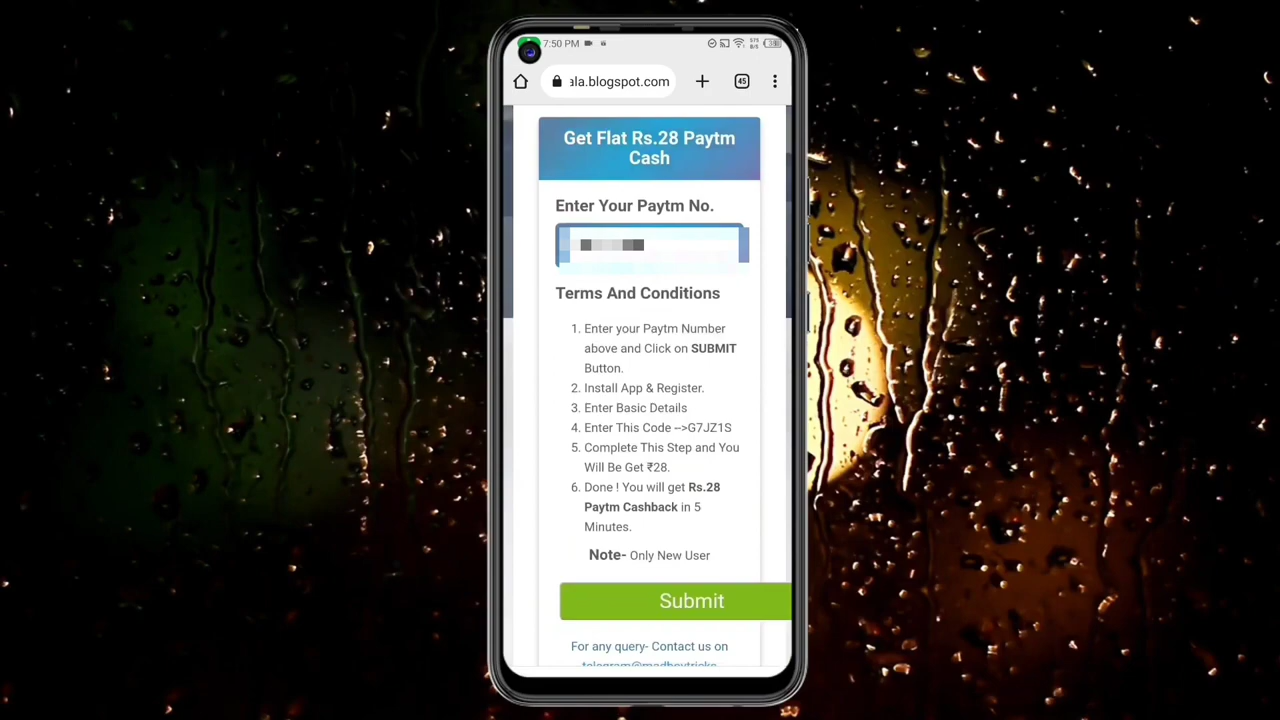 7:50 PM
45
ala.blogspot.com
Get Flat Rs.28 Paytm
Cash
Enter Your Paytm No.
Terms And Conditions
1. Enter your Paytm Number
above and Click on SUBMIT
Button.
2. Install App & Register.
3. Enter Basic Details
4. Enter This Code -->G7JZ1S
5. Complete This Step and You
Will Be Get ₹28.
6. Done ! You will get Rs.28
Paytm Cashback in 5
Minutes.
Note- Only New User
Submit
For any query- Contact us on
telegram@madboytricks